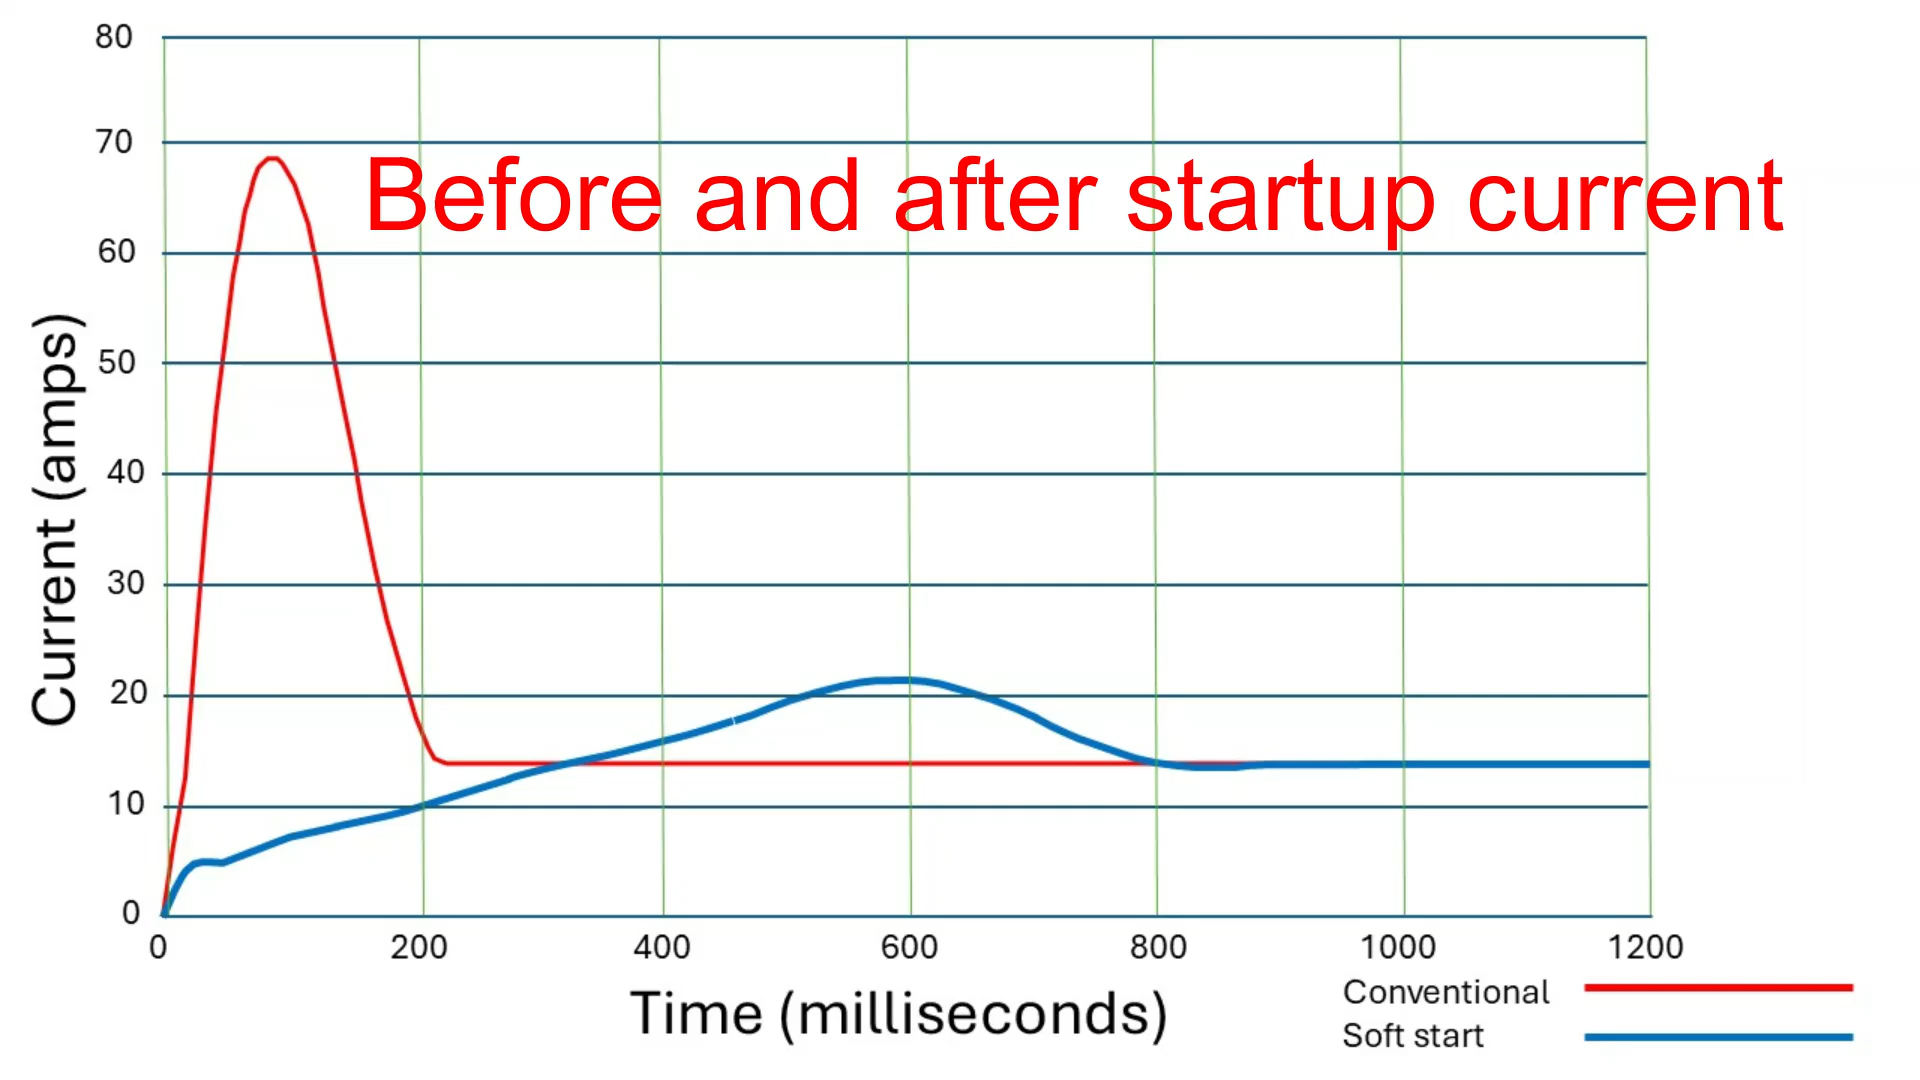 80
70
Before and after startup current
60
50
40
30
20
10
0
Current (amps)
0 200 400 600 800 1000 1200
Time (milliseconds)
Conventional
Soft start